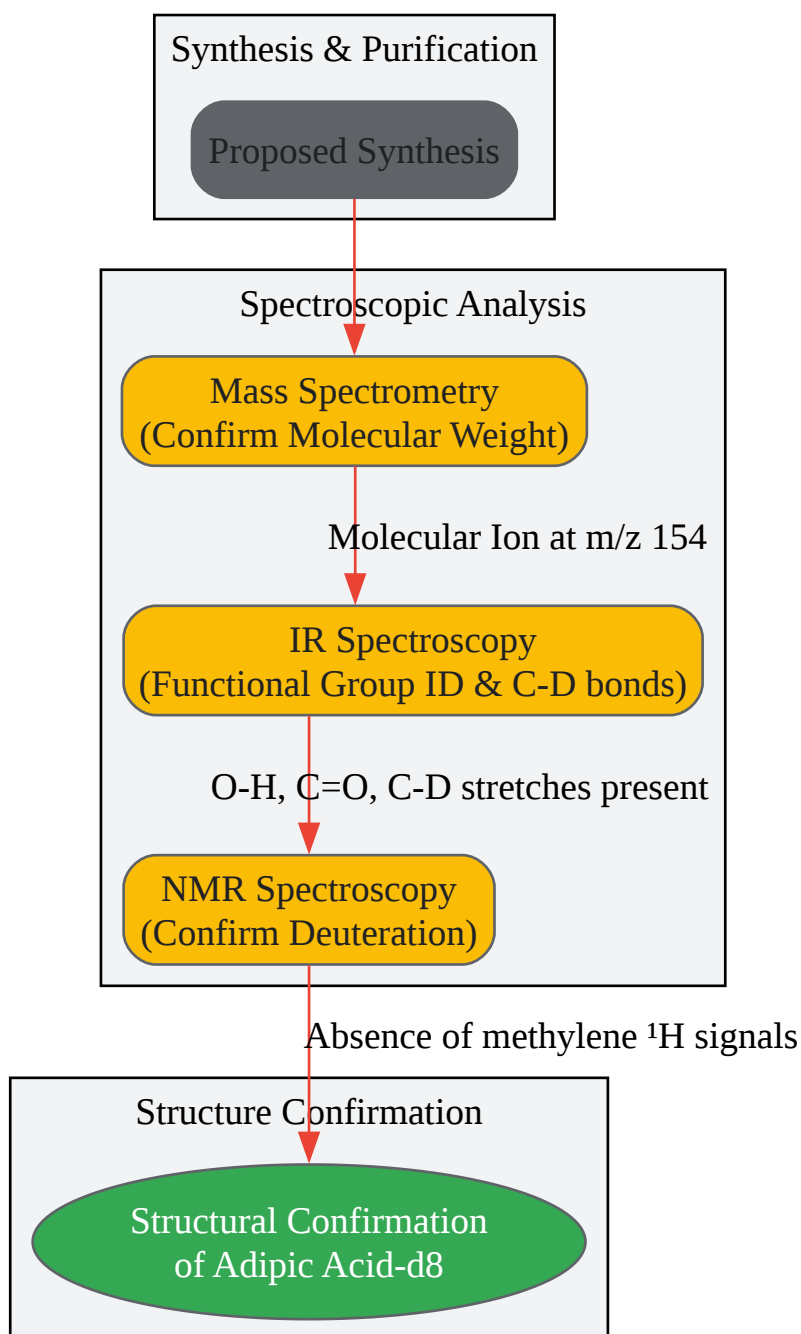 Synthesis & Purification
Proposed Synthesis
Spectroscopic Analysis
Mass Spectrometry
(Confirm Molecular Weight)
Molecular Ion at m/z 154
IR Spectroscopy
(Functional Group ID & C-D bonds)
O-H, C=O, C-D stretches present
NMR Spectroscopy
(Confirm Deuteration)
Absence of methylene ¹H signals
Structure Confirmation
Structural Confirmation
of Adipic Acid-d8